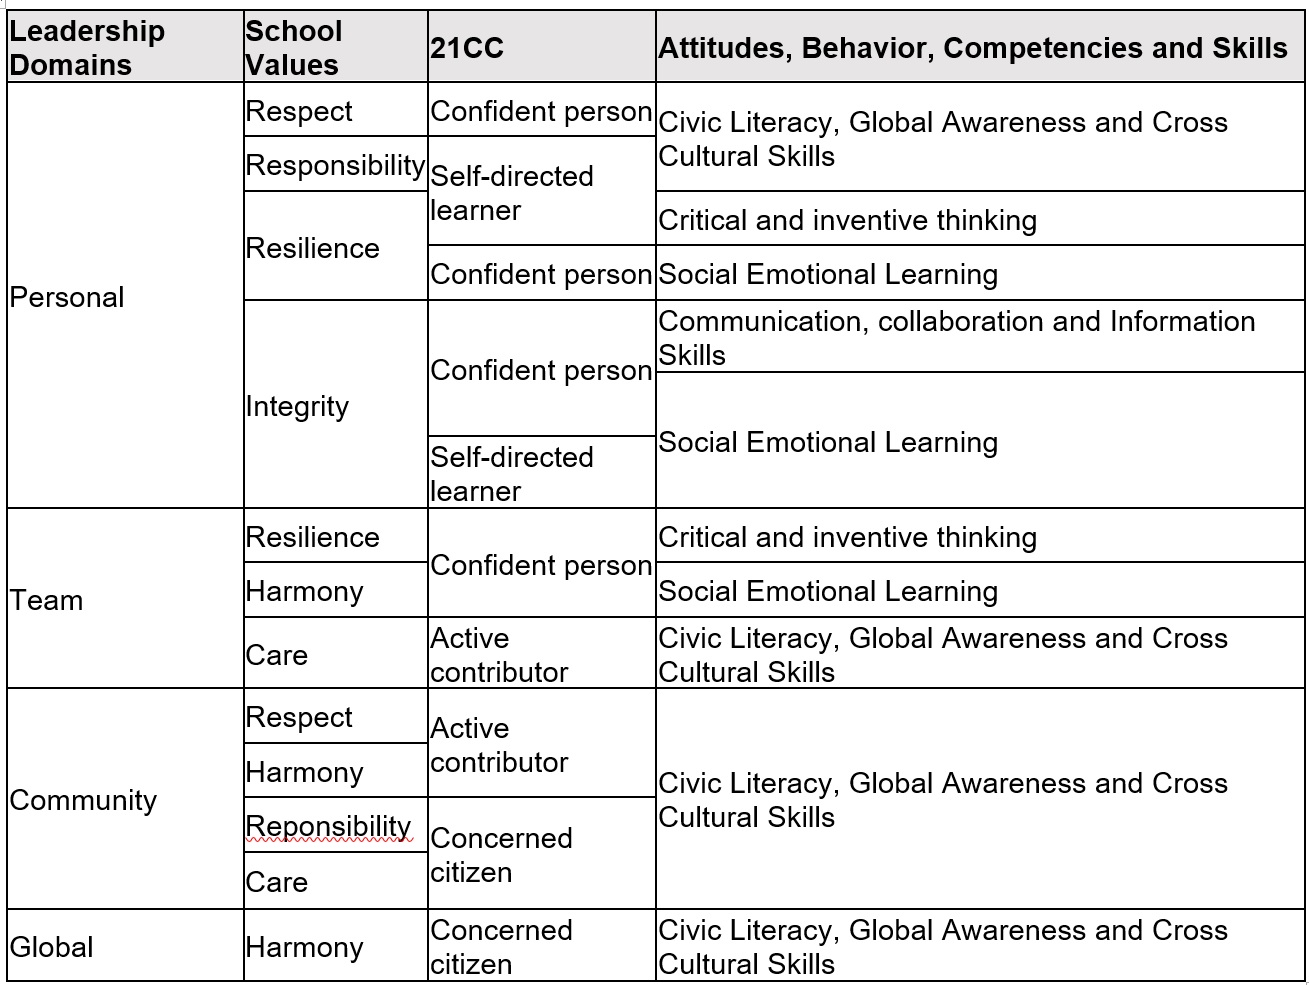 Leadership
Domains
School
Values
21CC
Attitudes, Behavior, Competencies and Skills
Personal
Respect
Confident person
Civic Literacy, Global Awareness and Cross
Cultural Skills
Responsibility
Self-directed
learner
Resilience
Critical and inventive thinking
Confident person
Social Emotional Learning
Integrity
Confident person
Communication, collaboration and Information
Skills
Social Emotional Learning
Self-directed
learner
Team
Resilience
Confident person
Critical and inventive thinking
Harmony
Social Emotional Learning
Care
Active
contributor
Civic Literacy, Global Awareness and Cross
Cultural Skills
Community
Respect
Active
contributor
Civic Literacy, Global Awareness and Cross
Cultural Skills
Harmony
Reponsibility
Concerned
citizen
Care
Global
Harmony
Concerned
citizen
Civic Literacy, Global Awareness and Cross
Cultural Skills